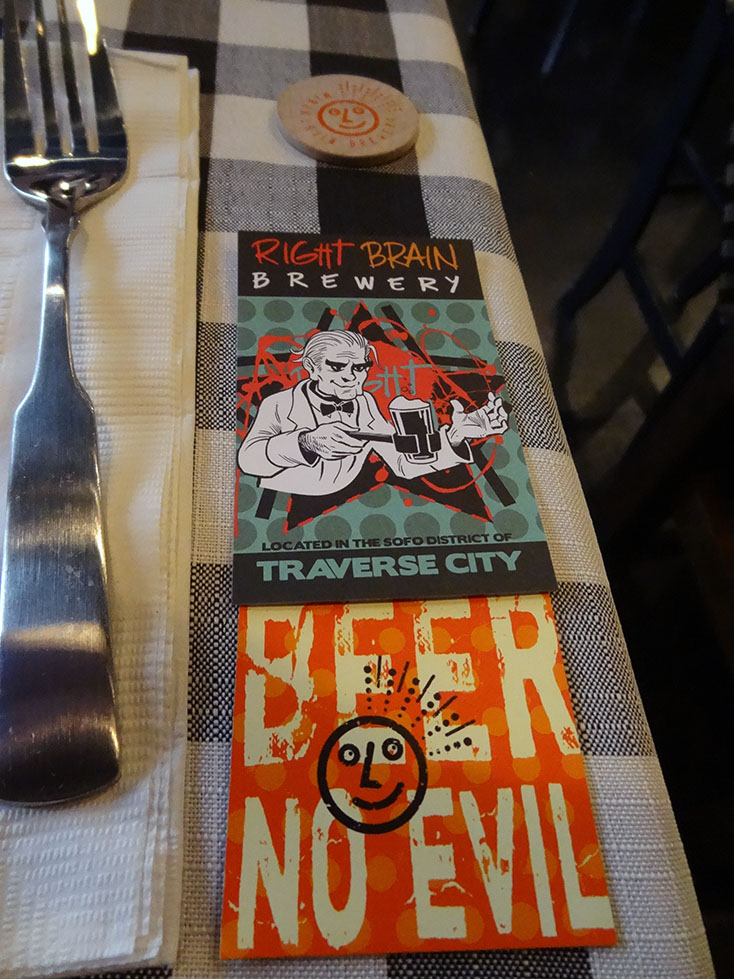 RIGHT BRAIN
BREWERY
LOCATED IN THE SOFO DISTRICT OF
TRAVERSE CITY
BEER
NO EVIL